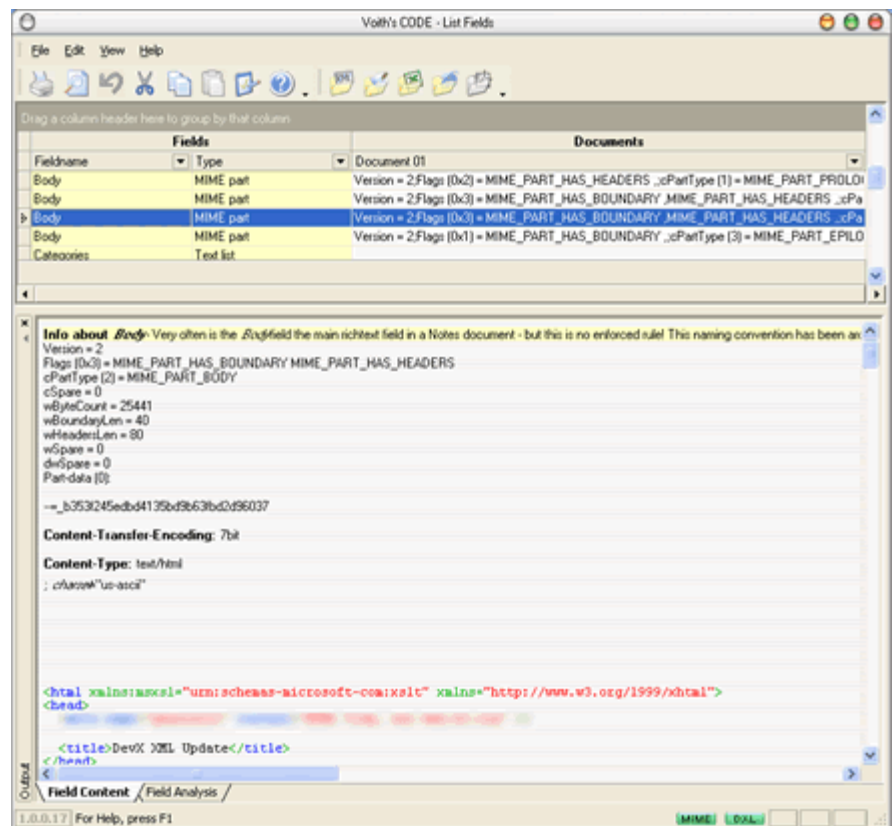 Voith's CODE - List Fields
File Edit View Help
Drag a column header here to group by that column
Fields Documents
Fieldname Type Document 01
Body MIME part Version = 2;Flags (0x2) = MIME_PART_HAS_HEADERS ,;cPartType (1) = MIME_PART_PROLO
Body MIME part Version = 2;Flags (0x3) = MIME_PART_HAS_BOUNDARY ,MIME_PART_HAS_HEADERS ,;cPa
Body MIME part Version = 2;Flags (0x3) = MIME_PART_HAS_BOUNDARY ,MIME_PART_HAS_HEADERS ,;cPa
Body MIME part Version = 2;Flags (0x1) = MIME_PART_HAS_BOUNDARY ,;cPartType (3) = MIME_PART_EPILO
Categories Text list
Info about Body- Very often is the Bodyfield the main richtext field in a Notes document - but this is no enforced rule! This naming convention has been an
Version = 2
Flags (0x3) = MIME_PART_HAS_BOUNDARY MIME_PART_HAS_HEADERS
cPartType (2) = MIME_PART_BODY
cSpare = 0
wByteCount = 25441
wBoundaryLen = 40
wHeadersLen = 80
wSpare = 0
dwSpare = 0
Part-data (0):
Content-Transfer-Encoding: 7bit
Content-Type: text/html
; charset="us-ascii"
<html xmlns:msxsl="urn:schemas-microsoft-com:xslt" xmlns="http://www.w3.org/1999/xhtml">
<head>
<title>DevX XML Update</title>
</head>
Output
Field Content Field Analysis
1.0.0.17 For Help, press F1 MIME DXL